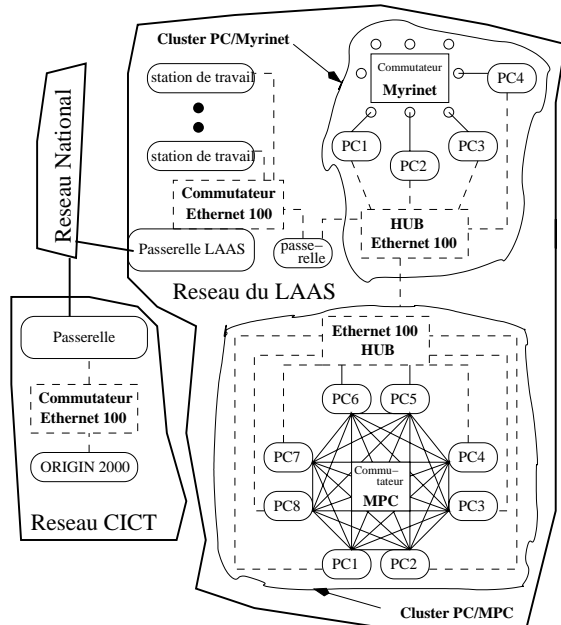 Cluster PC/Myrinet
station de travail
station de travail
Commutateur
Ethernet 100
Passerelle LAAS
passe–
relle
Reseau du LAAS
Commutateur
Myrinet
PC4
PC1
PC2
PC3
HUB
Ethernet 100
Reseau National
Passerelle
Commutateur
Ethernet 100
ORIGIN 2000
Reseau CICT
Ethernet 100
HUB
PC6
PC5
PC7
PC4
Commu–
tateur
MPC
PC8
PC3
PC1
PC2
Cluster PC/MPC